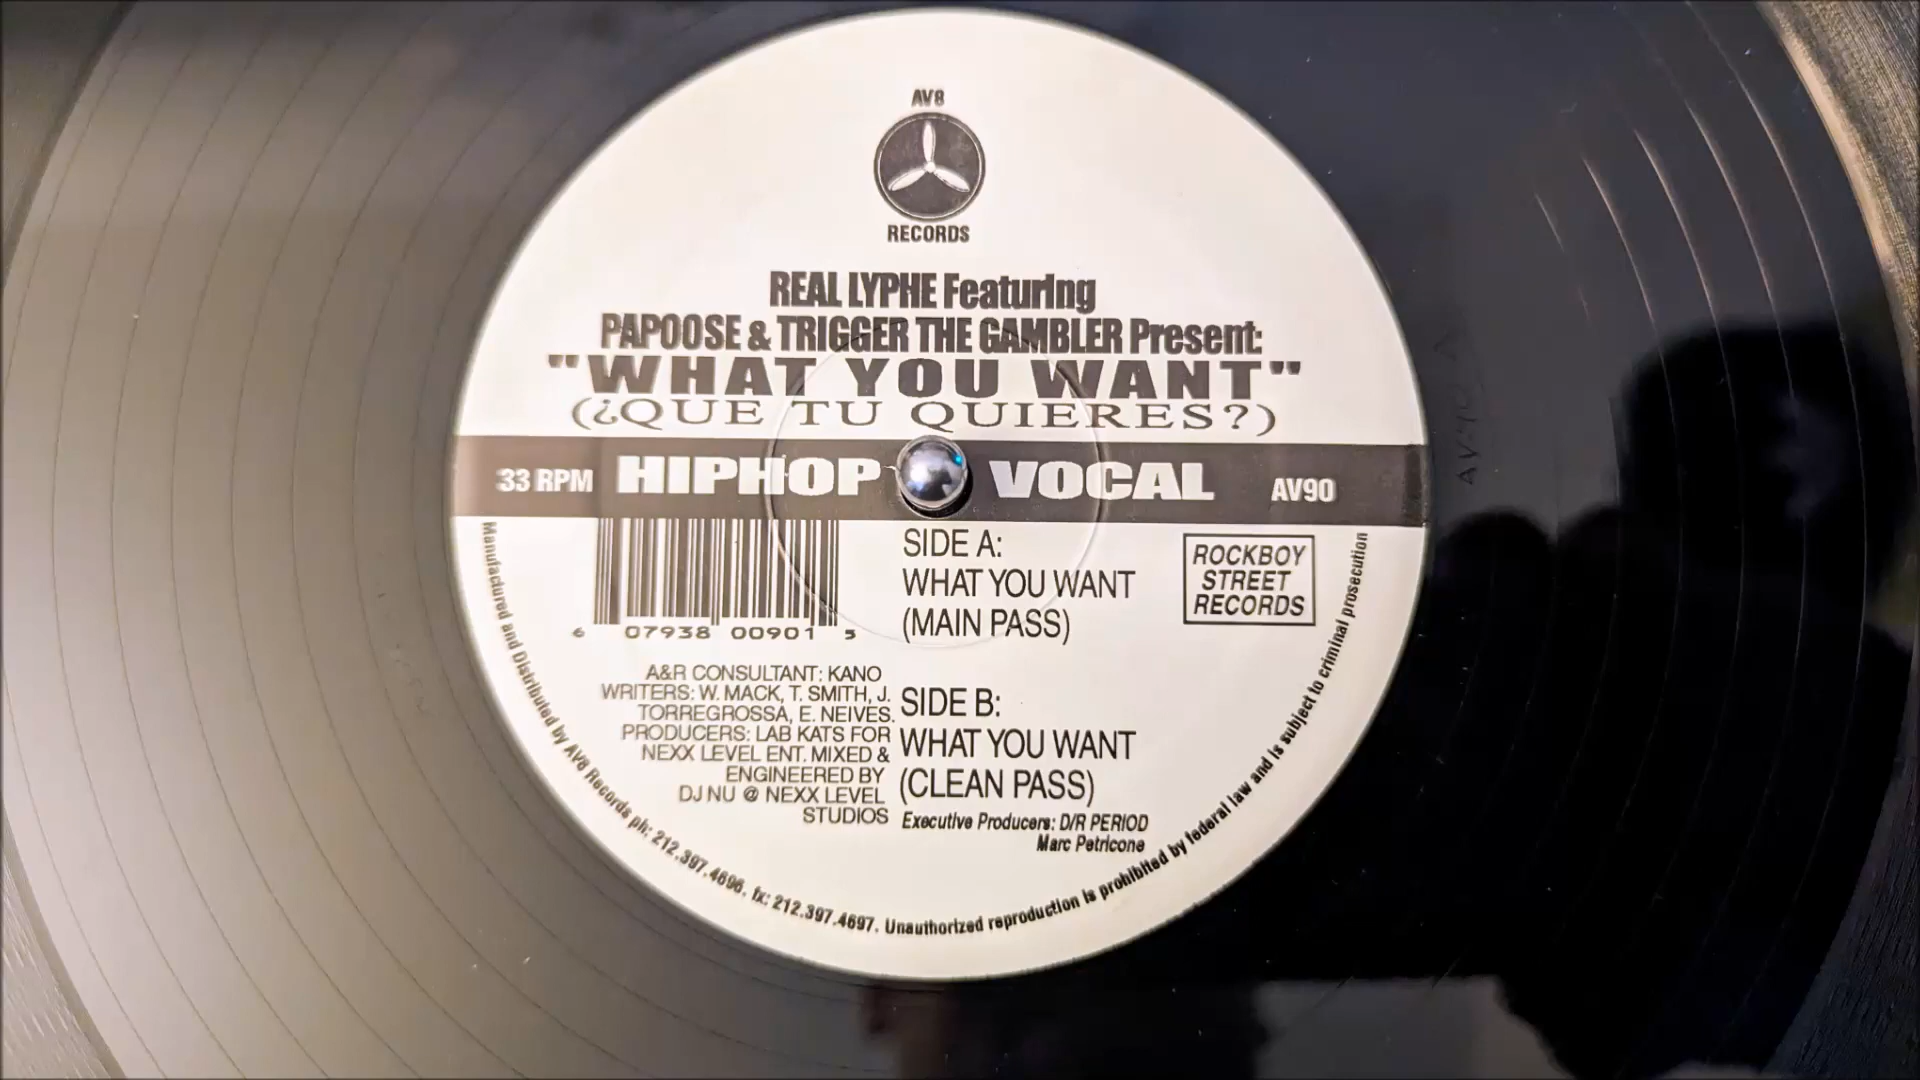 AV8
RECORDS
REAL LYPHE Featuring
PAPOOSE & TRIGGER THE GAMBLER Present:
"WHAT YOU WANT"
(¿QUE TU QUIERES?)
33 RPM HIPHOP VOCAL AV90
SIDE A:
WHAT YOU WANT
(MAIN PASS)
ROCKBOY
STREET
RECORDS
6 07938 00901 5
A&R CONSULTANT: KANO
WRITERS: W. MACK, T. SMITH, J.
TORREGROSSA, E. NEIVES.
PRODUCERS: LAB KATS FOR
NEXX LEVEL ENT. MIXED &
ENGINEERED BY
DJ NU @ NEXX LEVEL
STUDIOS
SIDE B:
WHAT YOU WANT
(CLEAN PASS)
Executive Producers: D/R PERIOD
Marc Petricone
Manufactured and Distributed by AV8 Records ph: 212.397.4696. fx: 212.397.4697. Unauthorized reproduction is prohibited by federal law and is subject to criminal prosecution